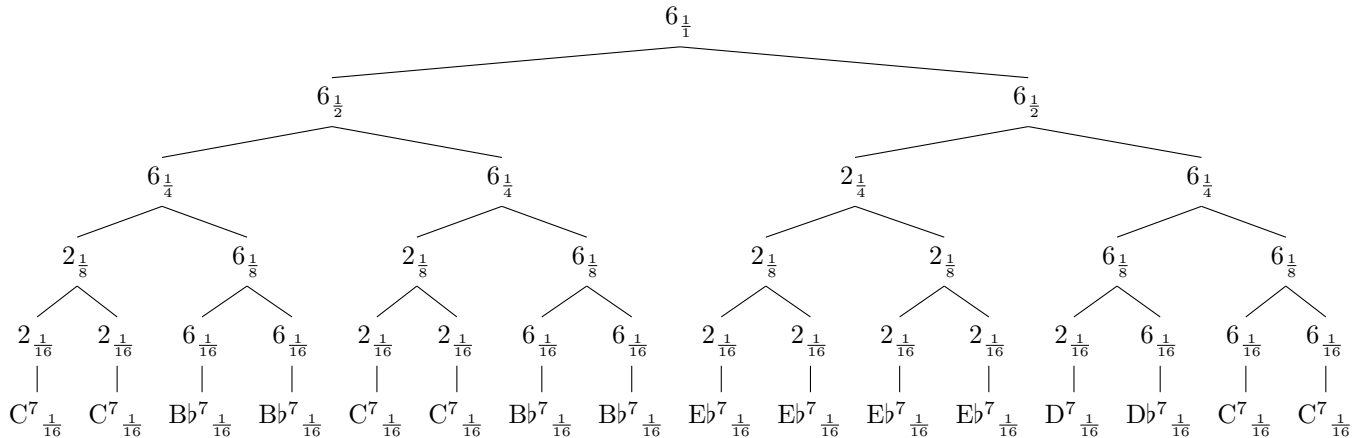 6 1/1
6 1/2 6 1/2
6 1/4 6 1/4 2 1/4 6 1/4
2 1/8 6 1/8 2 1/8 6 1/8 2 1/8 2 1/8 6 1/8 6 1/8
2 1/16 2 1/16 6 1/16 6 1/16 2 1/16 2 1/16 6 1/16 6 1/16 2 1/16 2 1/16 2 1/16 2 1/16 2 1/16 6 1/16 6 1/16 6 1/16
C⁷ 1/16 C⁷ 1/16 B♭⁷ 1/16 B♭⁷ 1/16 C⁷ 1/16 C⁷ 1/16 B♭⁷ 1/16 B♭⁷ 1/16 E♭⁷ 1/16 E♭⁷ 1/16 E♭⁷ 1/16 E♭⁷ 1/16 D⁷ 1/16 D♭⁷ 1/16 C⁷ 1/16 C⁷ 1/16